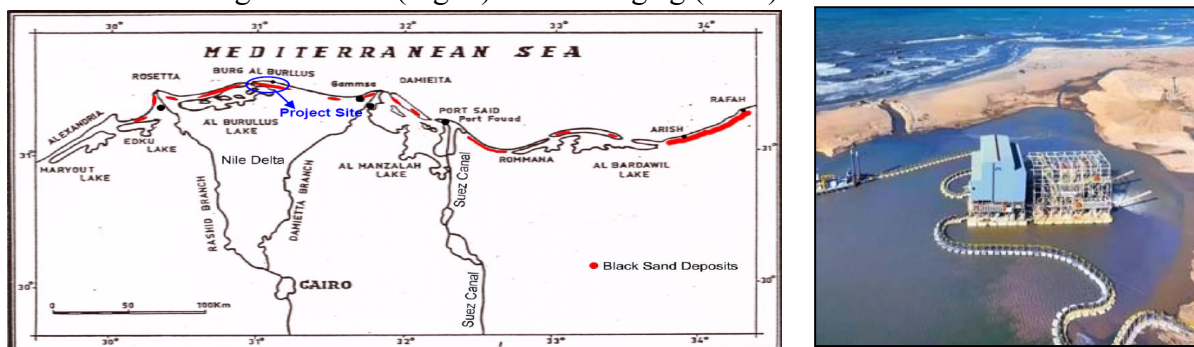 30° 31° 32° 33° 34°
MEDITERRANEAN SEA
BURG AL BURLLUS
ROSETTA
Gammsa
DAMIEITA
Project Site
PORT SAID
Port Fouad
RAFAH
ALEXANDRIA
AL BURULLUS
LAKE
ARISH
EDKU
LAKE
Nile Delta
ROMMANA
31°
MARYOUT
LAKE
AL MANZALAH
LAKE
AL BARDAWIL
LAKE
RASHID BRANCH
DAMIETTA BRANCH
Suez Canal
Black Sand Deposits
30°
CAIRO
Suez Canal
0 50 100Km
30° 31° 32° 33° 34°